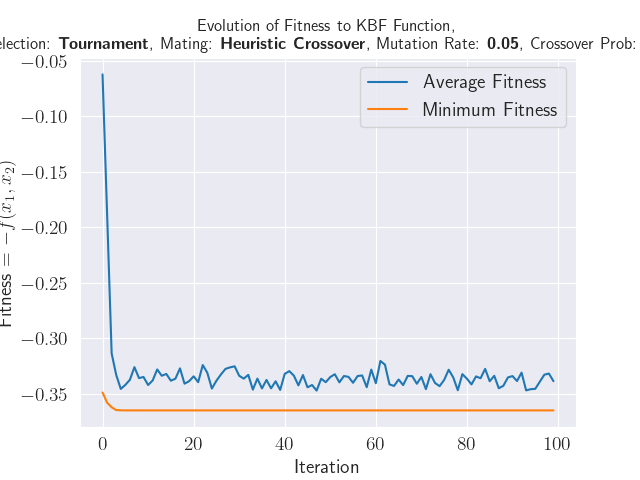 Evolution of Fitness to KBF Function,
election: Tournament, Mating: Heuristic Crossover, Mutation Rate: 0.05, Crossover Prob:
Average Fitness
Minimum Fitness
−0.05
−0.10
−0.15
−0.20
−0.25
−0.30
−0.35
Fitness = −f(x₁, x₂)
0 20 40 60 80 100
Iteration